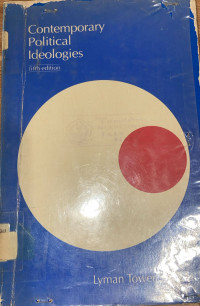 Contemporary
Political
Ideologies
fifth edition
Lyman Tower